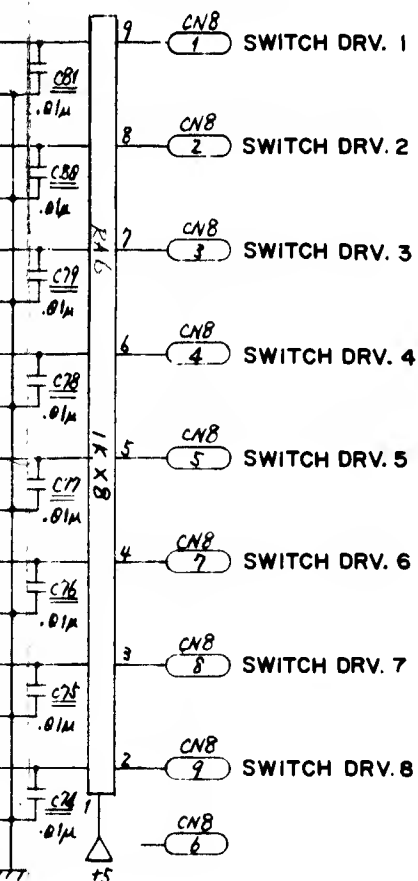 9 CN8
1 SWITCH DRV. 1
C81
.01μ
8 CN8
2 SWITCH DRV. 2
C80
.01μ
7 CN8
3 SWITCH DRV. 3
C79
.01μ
RA6
6 CN8
4 SWITCH DRV. 4
C78
.01μ
1K X 8
5 CN8
5 SWITCH DRV. 5
C77
.01μ
4 CN8
7 SWITCH DRV. 6
C76
.01μ
3 CN8
8 SWITCH DRV. 7
C75
.01μ
2 CN8
9 SWITCH DRV. 8
C74
.01μ
1
CN8
6
+5